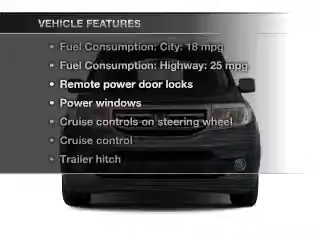 VEHICLE FEATURES
• Fuel Consumption: City: 18 mpg
• Fuel Consumption: Highway: 25 mpg
• Remote power door locks
• Power windows
• Cruise controls on steering wheel
• Cruise control
• Trailer hitch